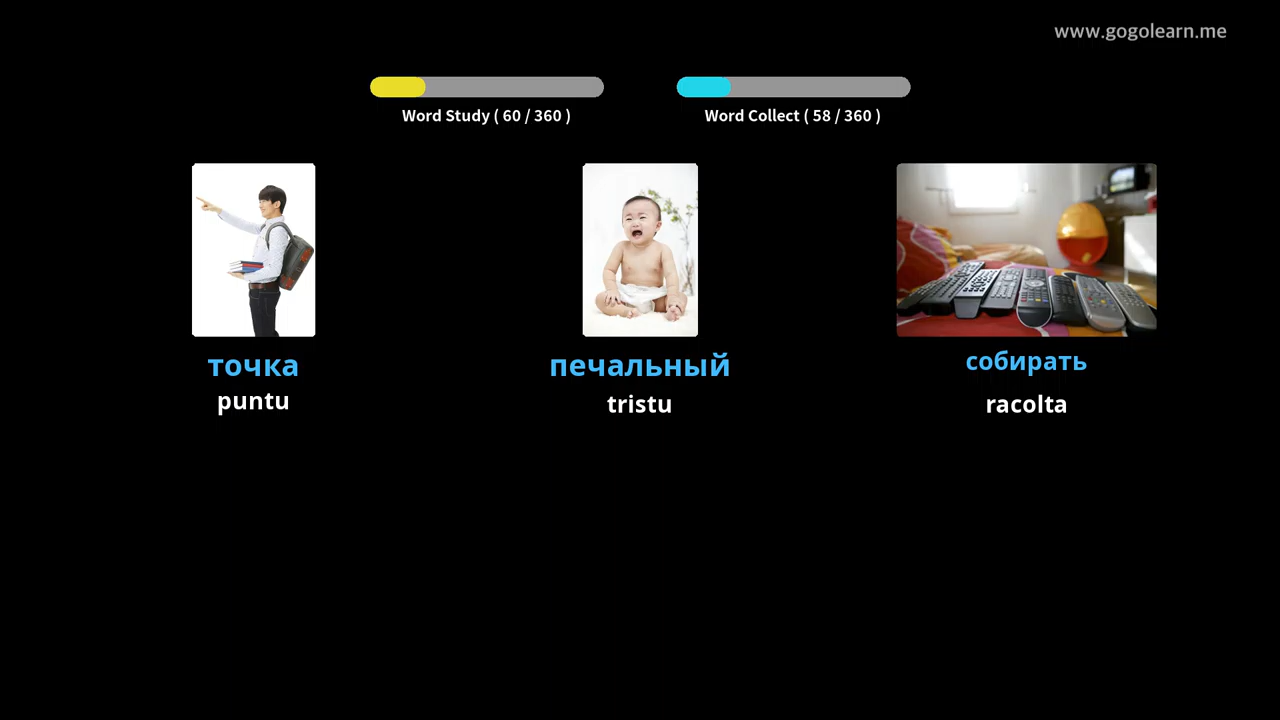 www.gogolearn.me
Word Study ( 60 / 360 )
Word Collect ( 58 / 360 )
точка
puntu
печальный
tristu
собирать
racolta